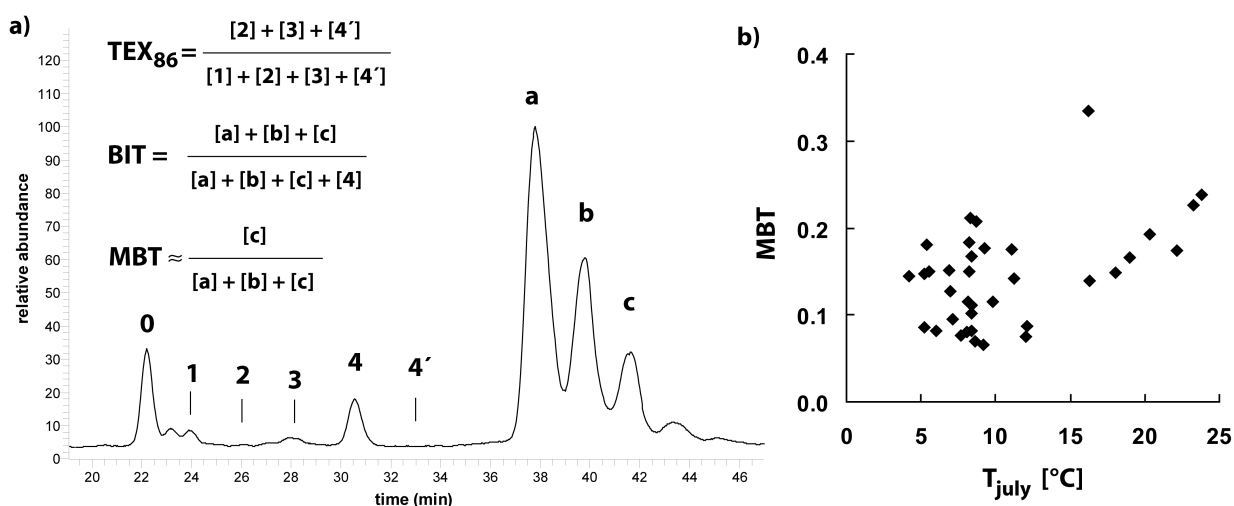 a)
TEX86 = [2] + [3] + [4´]
[1] + [2] + [3] + [4´]
BIT = [a] + [b] + [c]
[a] + [b] + [c] + [4]
MBT ≈ [c]
[a] + [b] + [c]
relative abundance
120
110
100
90
80
70
60
50
40
30
20
10
0
0
1
2
3
4
4´
a
b
c
20 22 24 26 28 30 32 34 36 38 40 42 44 46
time (min)
b)
MBT
0.4
0.3
0.2
0.1
0.0
0 5 10 15 20 25
Tjuly [°C]